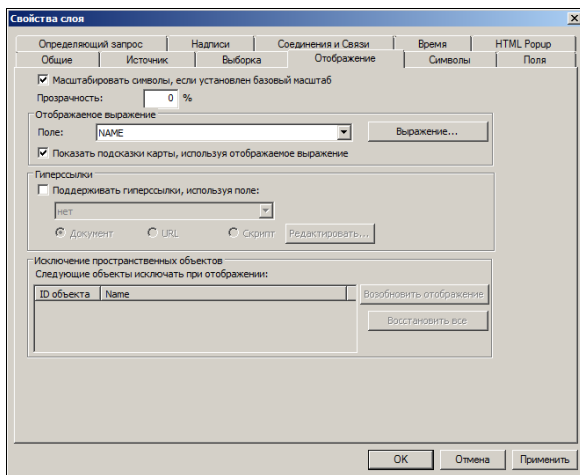 Свойства слоя
Определяющий запрос Надписи Соединения и Связи Время HTML Popup
Общие Источник Выборка Отображение Символы Поля
Масштабировать символы, если установлен базовый масштаб
Прозрачность: 0 %
Отображаемое выражение
Поле: NAME Выражение...
Показать подсказки карты, используя отображаемое выражение
Гиперссылки
Поддерживать гиперссылки, используя поле:
нет
Документ URL Скрипт Редактировать...
Исключение пространственных объектов
Следующие объекты исключать при отображении:
ID объекта Name Возобновить отображение
Восстановить все
OK Отмена Применить